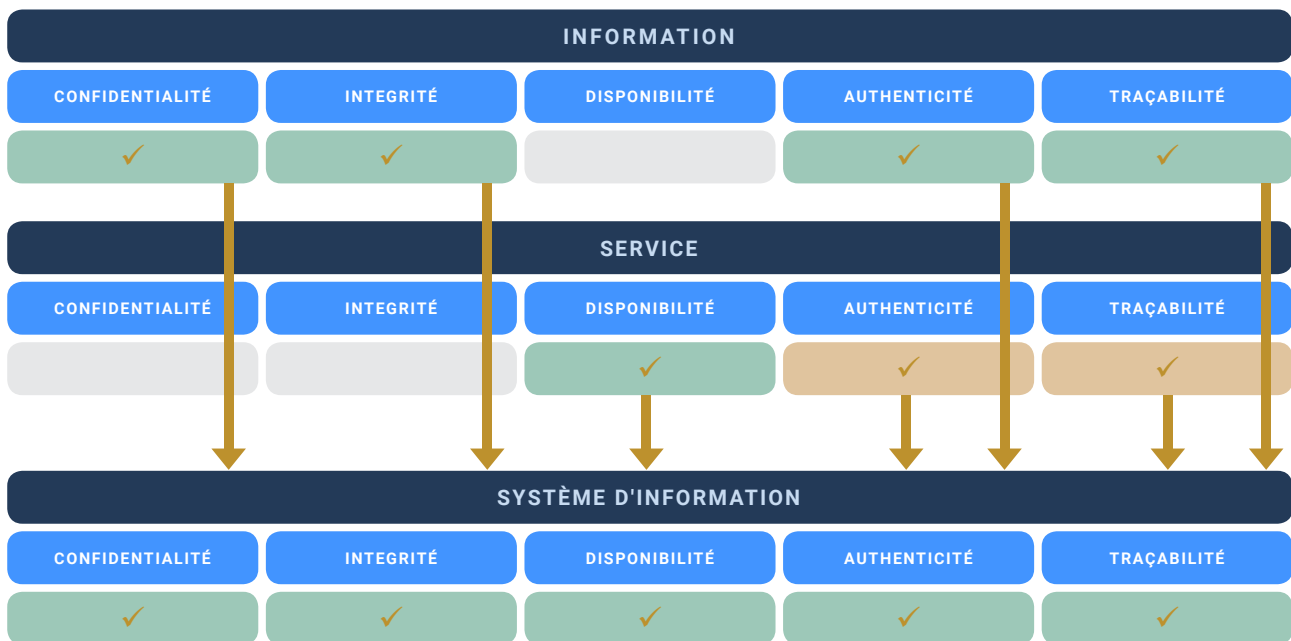 INFORMATION
CONFIDENTIALITÉ INTEGRITÉ DISPONIBILITÉ AUTHENTICITÉ TRAÇABILITÉ
✓ ✓ ✓ ✓
SERVICE
CONFIDENTIALITÉ INTEGRITÉ DISPONIBILITÉ AUTHENTICITÉ TRAÇABILITÉ
✓ ✓ ✓
SYSTÈME D'INFORMATION
CONFIDENTIALITÉ INTEGRITÉ DISPONIBILITÉ AUTHENTICITÉ TRAÇABILITÉ
✓ ✓ ✓ ✓ ✓